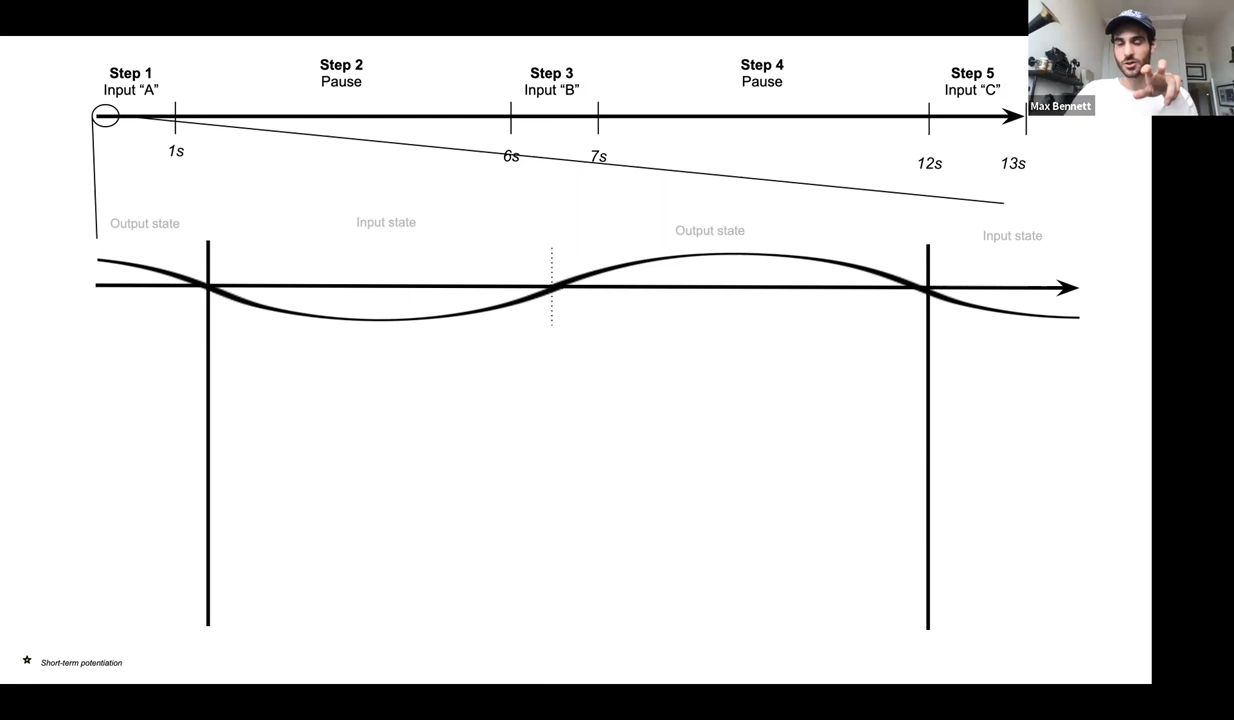 Step 1
Input “A”
Step 2
Pause
Step 3
Input “B”
Step 4
Pause
Step 5
Input “C”
Max Bennett
1s
6s
7s
12s
13s
Output state
Input state
Output state
Input state
Short-term potentiation